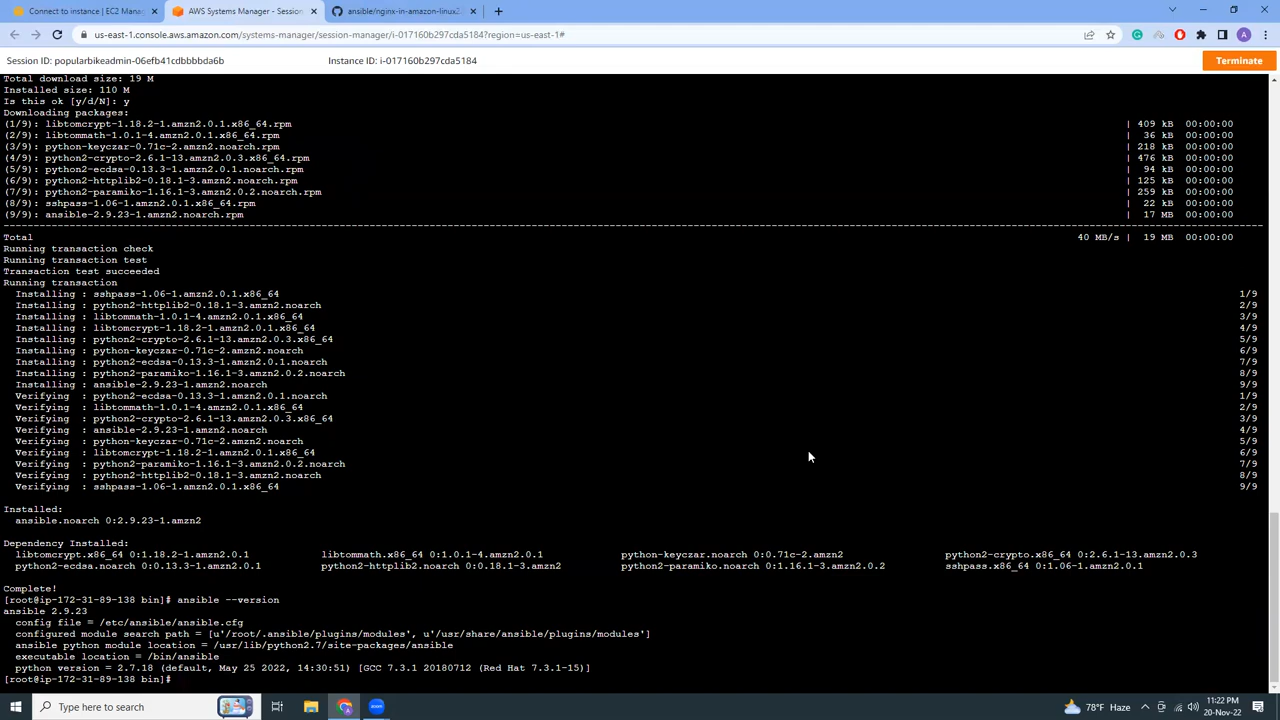 Connect to instance | EC2 Manag
AWS Systems Manager - Session
ansible/nginx-in-amazon-linux2.
us-east-1.console.aws.amazon.com/systems-manager/session-manager/i-017160b297cda5184?region=us-east-1#
Session ID: popularbikeadmin-06efb41cdbbbbda6b
Instance ID: i-017160b297cda5184
Terminate
Total download size: 19 M
Installed size: 110 M
Is this ok [y/d/N]: y
Downloading packages:
(1/9): libtomcrypt-1.18.2-1.amzn2.0.1.x86_64.rpm | 409 kB 00:00:00
(2/9): libtommath-1.0.1-4.amzn2.0.1.x86_64.rpm | 36 kB 00:00:00
(3/9): python-keyczar-0.71c-2.amzn2.noarch.rpm | 218 kB 00:00:00
(4/9): python2-crypto-2.6.1-13.amzn2.0.3.x86_64.rpm | 476 kB 00:00:00
(5/9): python2-ecdsa-0.13.3-1.amzn2.0.1.noarch.rpm | 94 kB 00:00:00
(6/9): python2-httplib2-0.18.1-3.amzn2.noarch.rpm | 125 kB 00:00:00
(7/9): python2-paramiko-1.16.1-3.amzn2.0.2.noarch.rpm | 259 kB 00:00:00
(8/9): sshpass-1.06-1.amzn2.0.1.x86_64.rpm | 22 kB 00:00:00
(9/9): ansible-2.9.23-1.amzn2.noarch.rpm | 17 MB 00:00:00
Total 40 MB/s | 19 MB 00:00:00
Running transaction check
Running transaction test
Transaction test succeeded
Running transaction
Installing : sshpass-1.06-1.amzn2.0.1.x86_64 1/9
Installing : python2-httplib2-0.18.1-3.amzn2.noarch 2/9
Installing : libtommath-1.0.1-4.amzn2.0.1.x86_64 3/9
Installing : libtomcrypt-1.18.2-1.amzn2.0.1.x86_64 4/9
Installing : python2-crypto-2.6.1-13.amzn2.0.3.x86_64 5/9
Installing : python-keyczar-0.71c-2.amzn2.noarch 6/9
Installing : python2-ecdsa-0.13.3-1.amzn2.0.1.noarch 7/9
Installing : python2-paramiko-1.16.1-3.amzn2.0.2.noarch 8/9
Installing : ansible-2.9.23-1.amzn2.noarch 9/9
Verifying : python2-ecdsa-0.13.3-1.amzn2.0.1.noarch 1/9
Verifying : libtommath-1.0.1-4.amzn2.0.1.x86_64 2/9
Verifying : python2-crypto-2.6.1-13.amzn2.0.3.x86_64 3/9
Verifying : ansible-2.9.23-1.amzn2.noarch 4/9
Verifying : python-keyczar-0.71c-2.amzn2.noarch 5/9
Verifying : libtomcrypt-1.18.2-1.amzn2.0.1.x86_64 6/9
Verifying : python2-paramiko-1.16.1-3.amzn2.0.2.noarch 7/9
Verifying : python2-httplib2-0.18.1-3.amzn2.noarch 8/9
Verifying : sshpass-1.06-1.amzn2.0.1.x86_64 9/9
Installed:
ansible.noarch 0:2.9.23-1.amzn2
Dependency Installed:
libtomcrypt.x86_64 0:1.18.2-1.amzn2.0.1 libtommath.x86_64 0:1.0.1-4.amzn2.0.1 python-keyczar.noarch 0:0.71c-2.amzn2 python2-crypto.x86_64 0:2.6.1-13.amzn2.0.3
python2-ecdsa.noarch 0:0.13.3-1.amzn2.0.1 python2-httplib2.noarch 0:0.18.1-3.amzn2 python2-paramiko.noarch 0:1.16.1-3.amzn2.0.2 sshpass.x86_64 0:1.06-1.amzn2.0.1
Complete!
[root@ip-172-31-89-138 bin]# ansible --version
ansible 2.9.23
config file = /etc/ansible/ansible.cfg
configured module search path = [u'/root/.ansible/plugins/modules', u'/usr/share/ansible/plugins/modules']
ansible python module location = /usr/lib/python2.7/site-packages/ansible
executable location = /bin/ansible
python version = 2.7.18 (default, May 25 2022, 14:30:51) [GCC 7.3.1 20180712 (Red Hat 7.3.1-15)]
[root@ip-172-31-89-138 bin]#
Type here to search
zoom
78°F Haze
11:22 PM
20-Nov-22